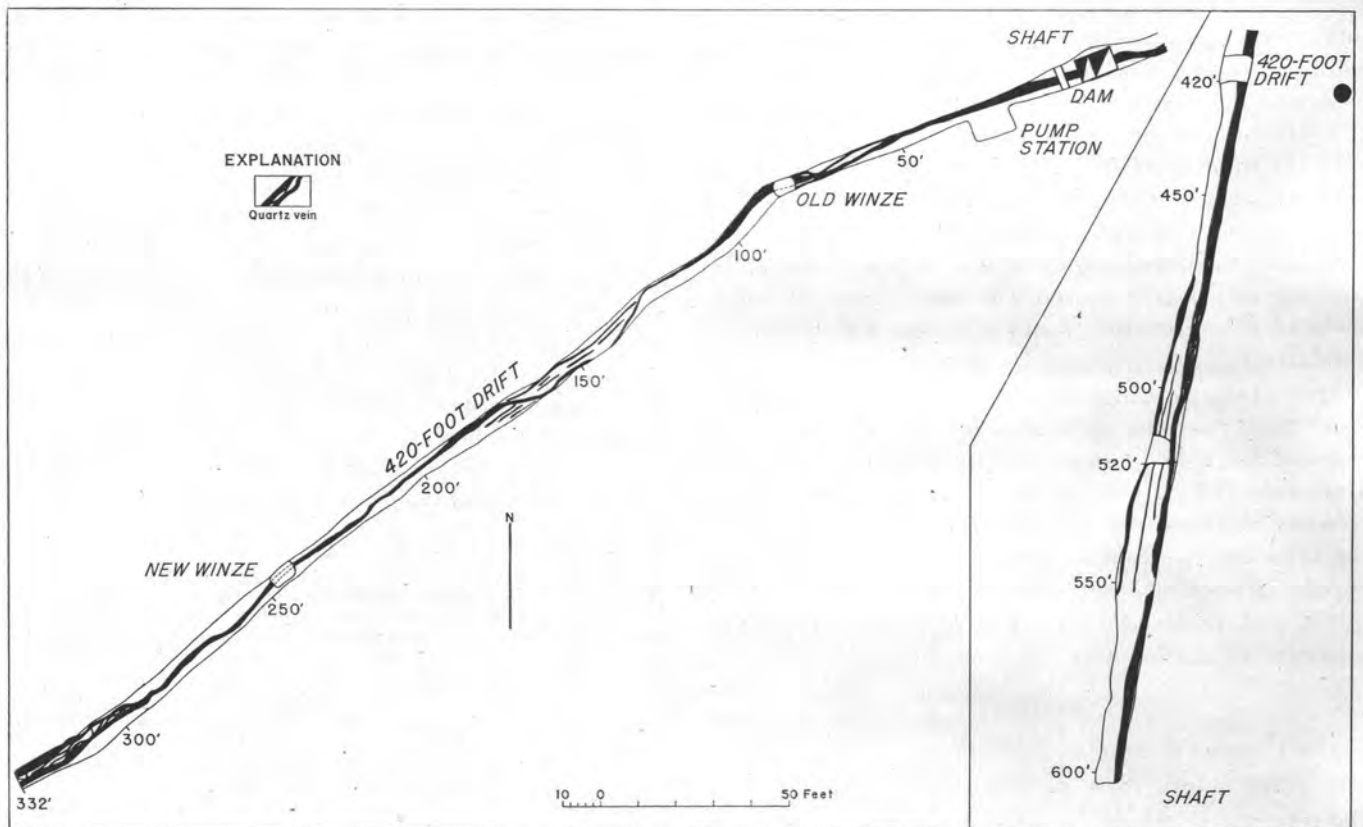 SHAFT
DAM
PUMP
STATION
50'
EXPLANATION
Quartz vein
OLD WINZE
100'
150'
420-FOOT DRIFT
200'
N
NEW WINZE
250'
300'
332'
10 0 50 Feet
420-FOOT
DRIFT
420'
450'
500'
520'
550'
600'
SHAFT